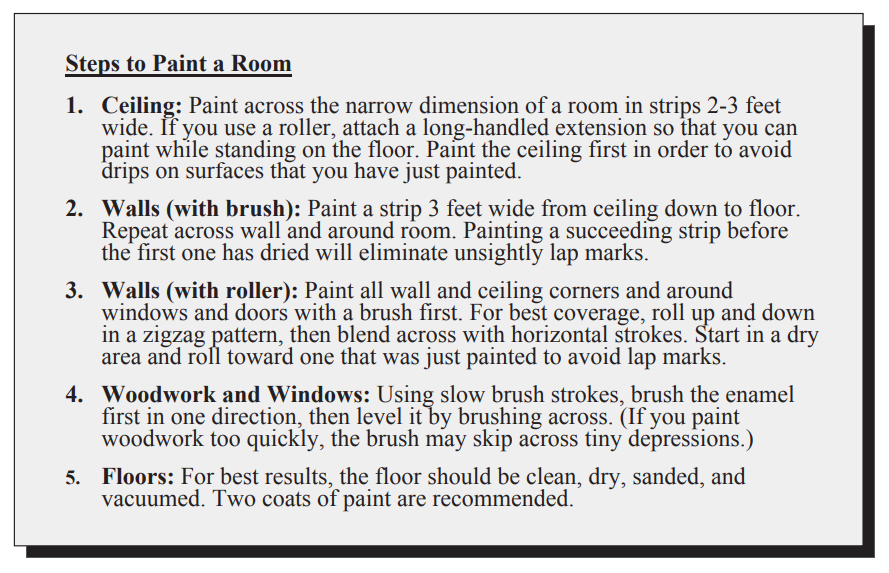 Steps to Paint a Room
1. Ceiling: Paint across the narrow dimension of a room in strips 2-3 feet
wide. If you use a roller, attach a long-handled extension so that you can
paint while standing on the floor. Paint the ceiling first in order to avoid
drips on surfaces that you have just painted.
2. Walls (with brush): Paint a strip 3 feet wide from ceiling down to floor.
Repeat across wall and around room. Painting a succeeding strip before
the first one has dried will eliminate unsightly lap marks.
3. Walls (with roller): Paint all wall and ceiling corners and around
windows and doors with a brush first. For best coverage, roll up and down
in a zigzag pattern, then blend across with horizontal strokes. Start in a dry
area and roll toward one that was just painted to avoid lap marks.
4. Woodwork and Windows: Using slow brush strokes, brush the enamel
first in one direction, then level it by brushing across. (If you paint
woodwork too quickly, the brush may skip across tiny depressions.)
5. Floors: For best results, the floor should be clean, dry, sanded, and
vacuumed. Two coats of paint are recommended.